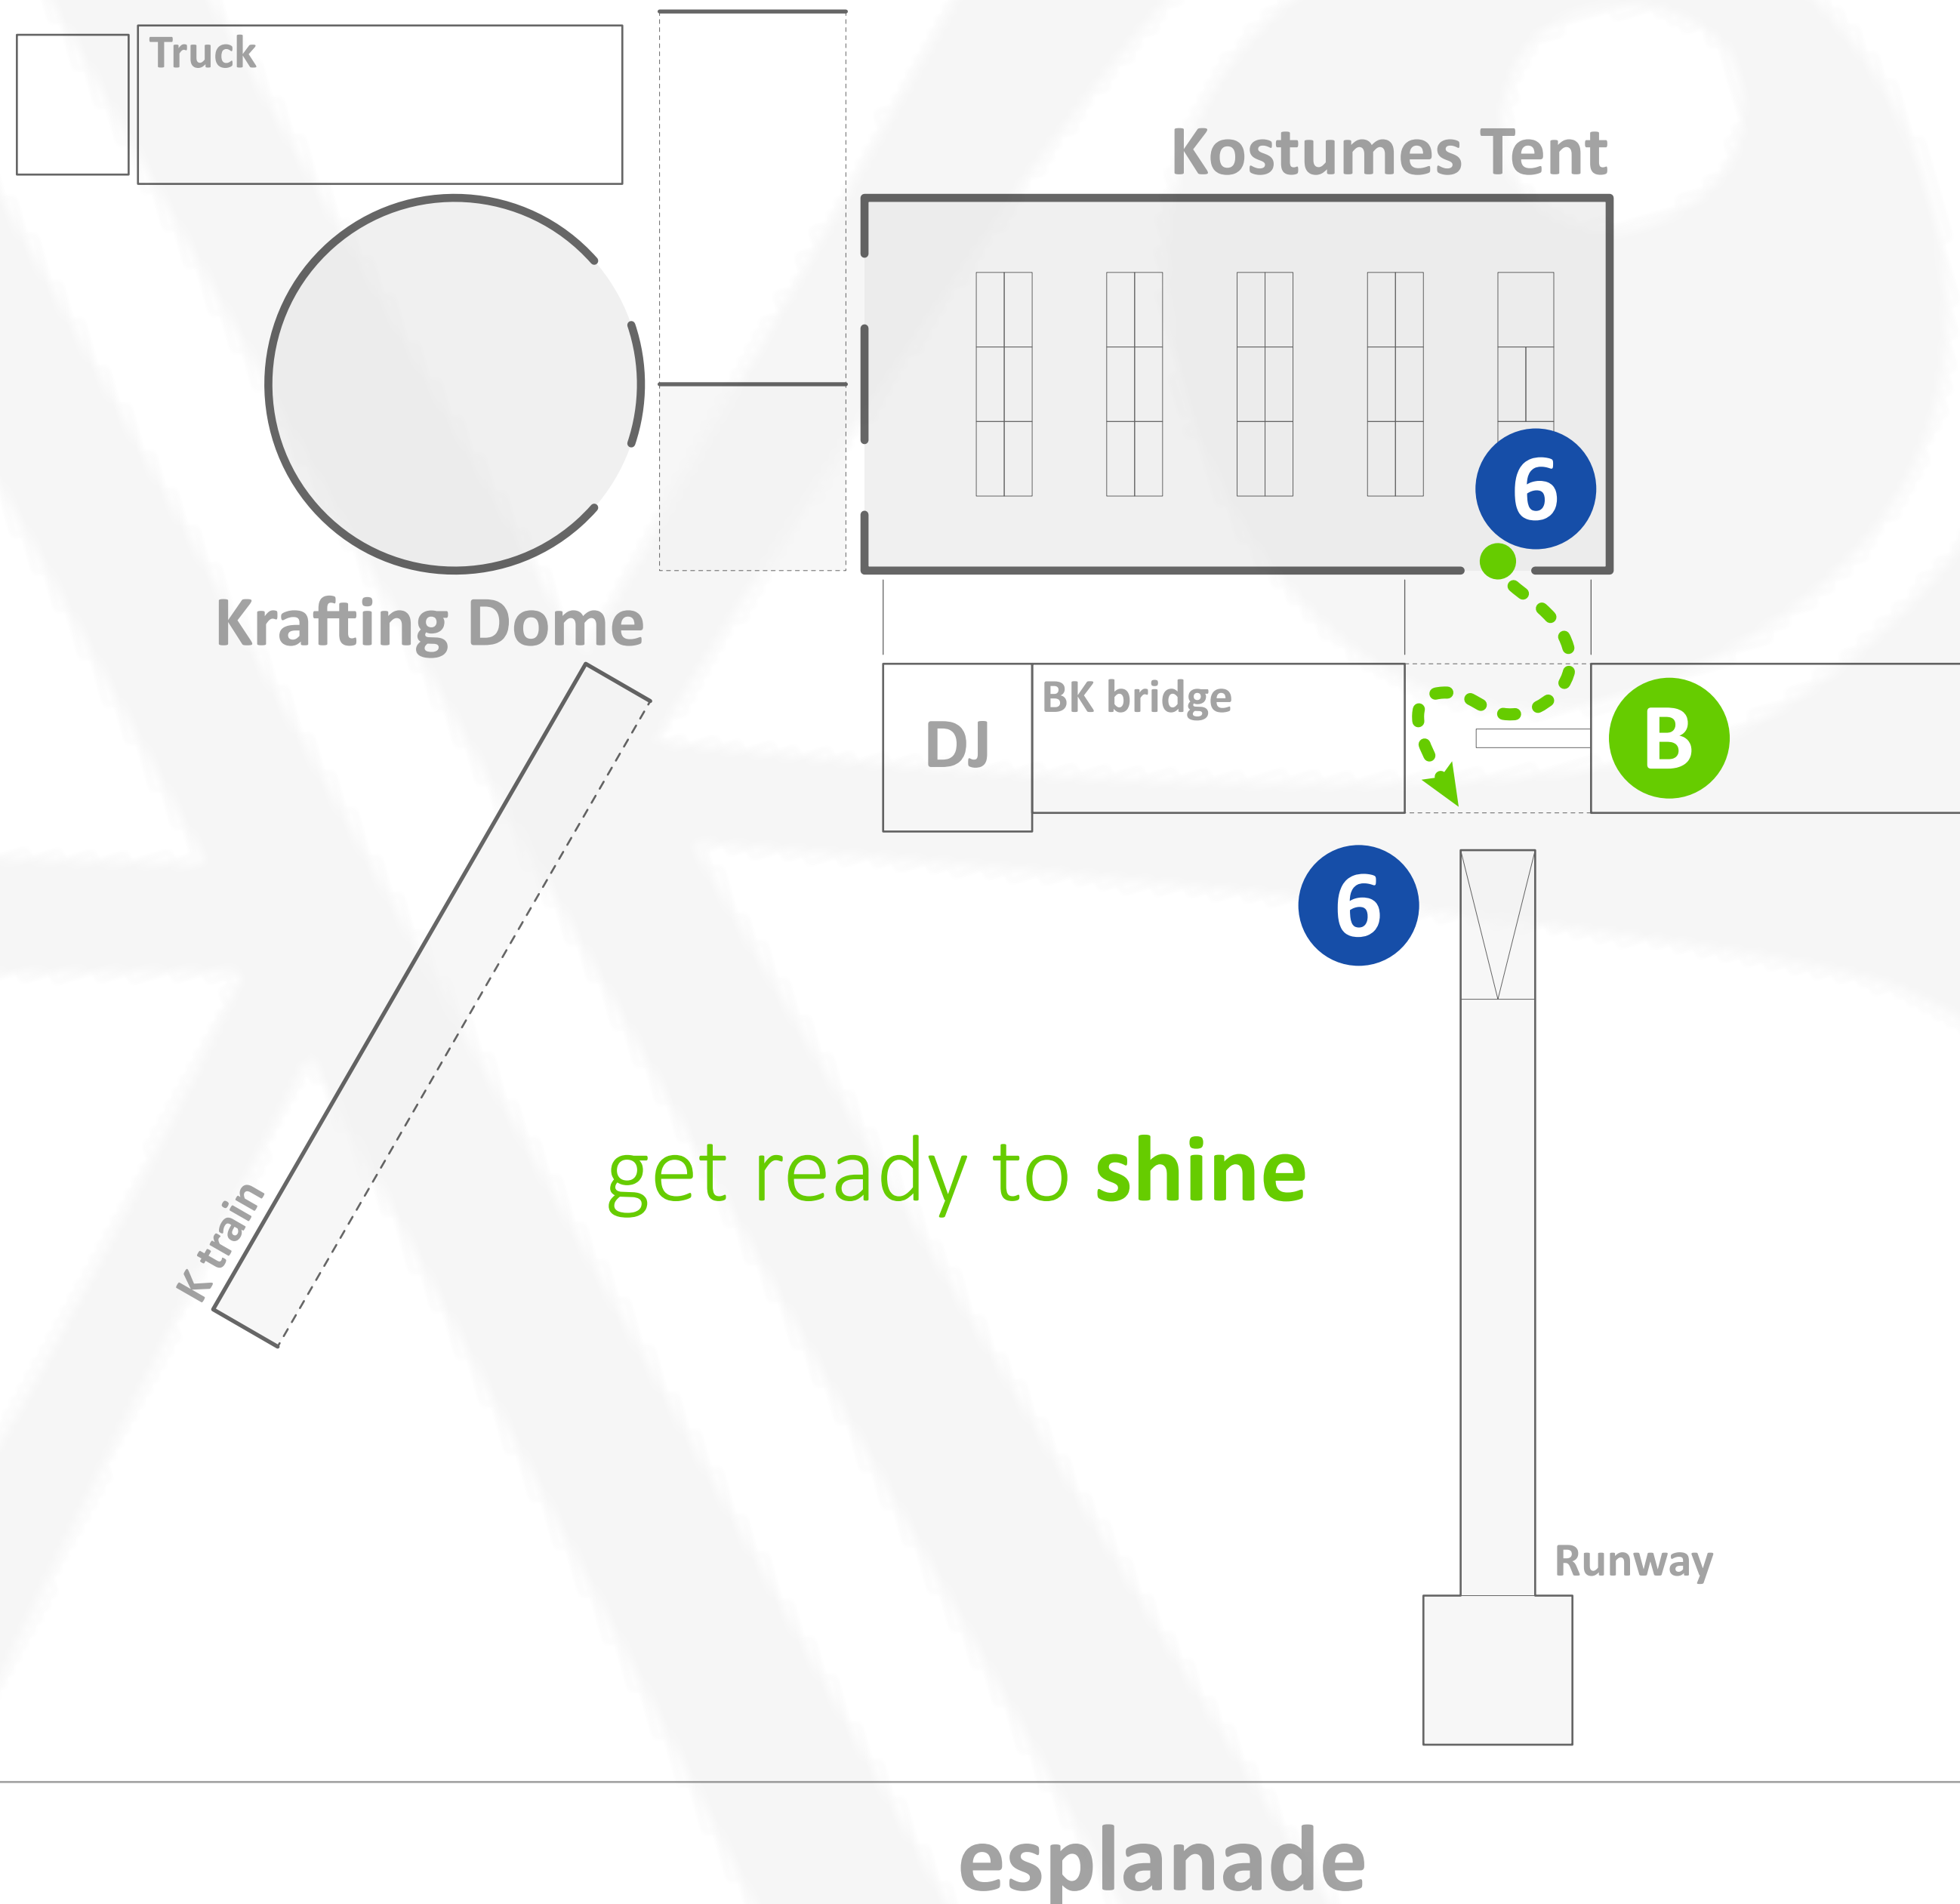 Truck
Kostumes Tent
6
Krafting Dome
BK bridge
DJ
B
6
get ready to shine
K train
Runway
esplanade